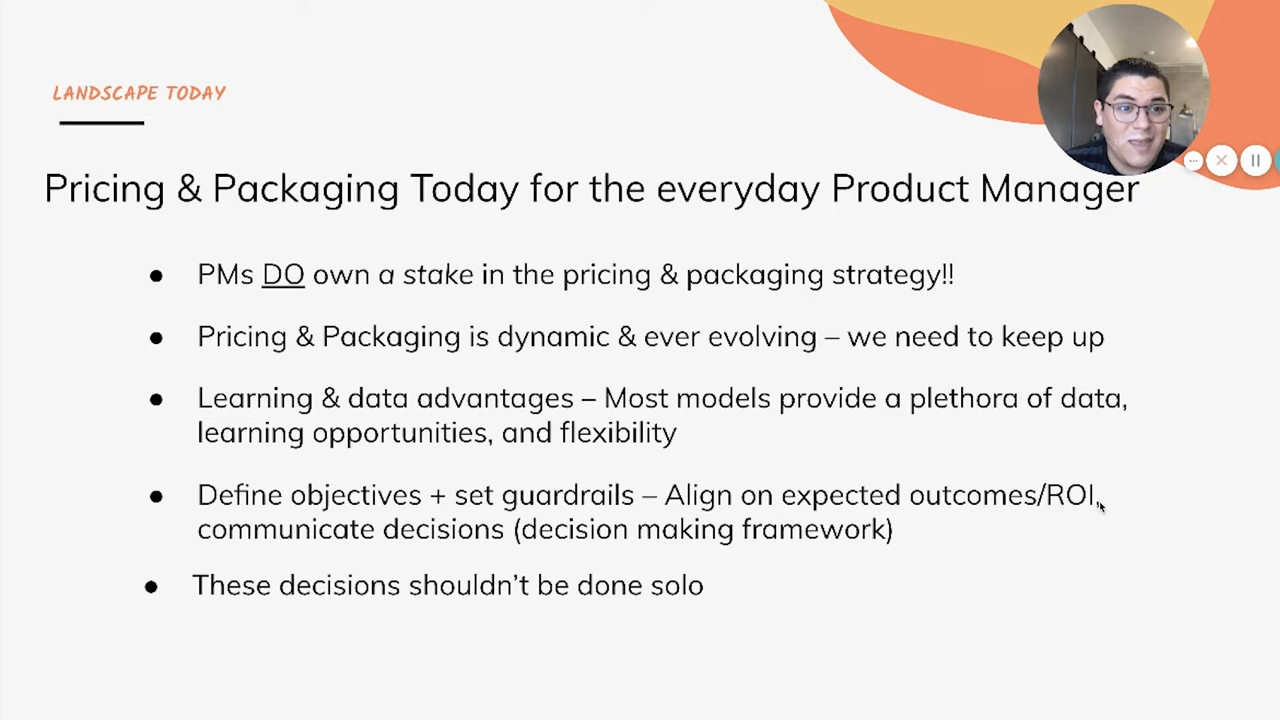 LANDSCAPE TODAY
Pricing & Packaging Today for the everyday Product Manager
● PMs DO own a stake in the pricing & packaging strategy!!
● Pricing & Packaging is dynamic & ever evolving – we need to keep up
● Learning & data advantages – Most models provide a plethora of data,
learning opportunities, and flexibility
● Define objectives + set guardrails – Align on expected outcomes/ROI,
communicate decisions (decision making framework)
● These decisions shouldn’t be done solo